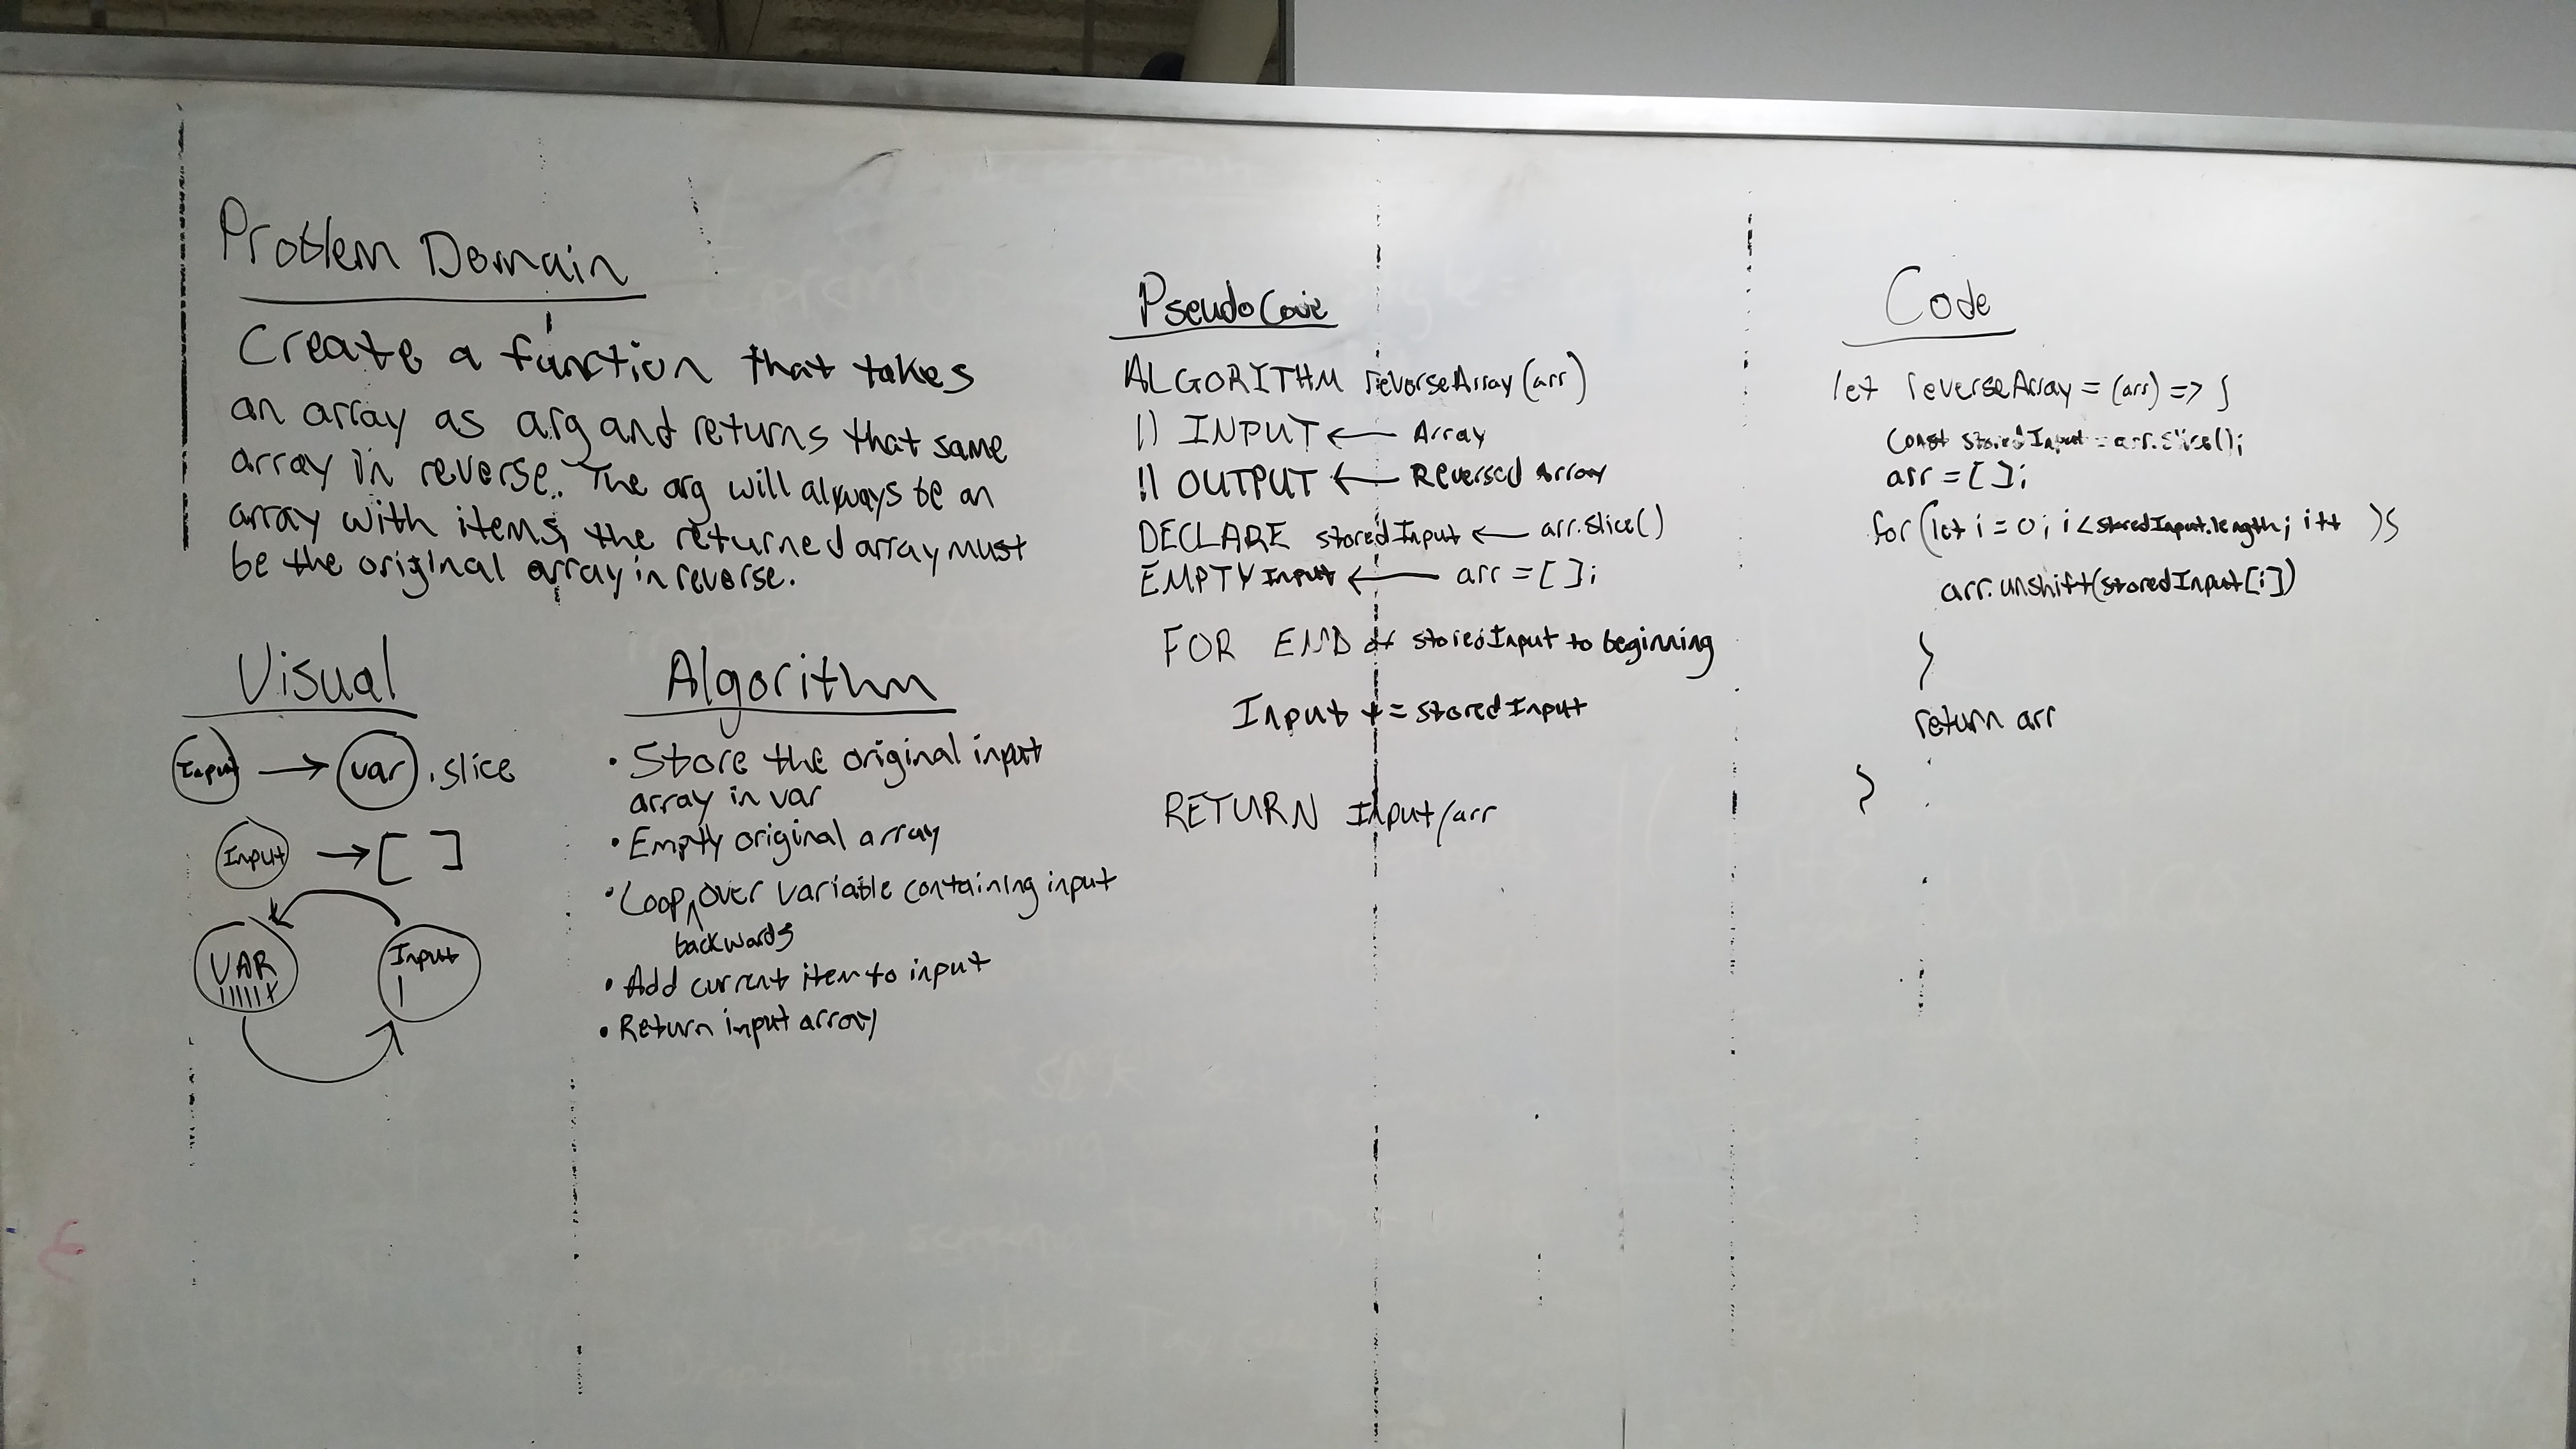 Problem Domain
Create a function that takes
an array as arg and returns that same
array in reverse. The arg will always be an
array with items, the returned array must
be the original array in reverse.
Visual
Input → var .slice
Input → [ ]
VAR
Input
Algorithm
• Store the original input
array in var
• Empty original array
• Loop over variable containing input
backwards
• Add current item to input
• Return input array
PseudoCode
ALGORITHM reverseArray(arr)
// INPUT ← Array
// OUTPUT ← Reversed Array
DECLARE storedInput ← arr.slice()
EMPTY Input ← arr = [ ];
FOR END of storedInput to beginning
Input += storedInput
RETURN Input/arr
Code
let reverseArray = (arr) => {
const storedInput = arr.slice();
arr = [ ];
for (let i = 0; i < storedInput.length; i++ ){
arr.unshift(storedInput[i])
}
return arr
}